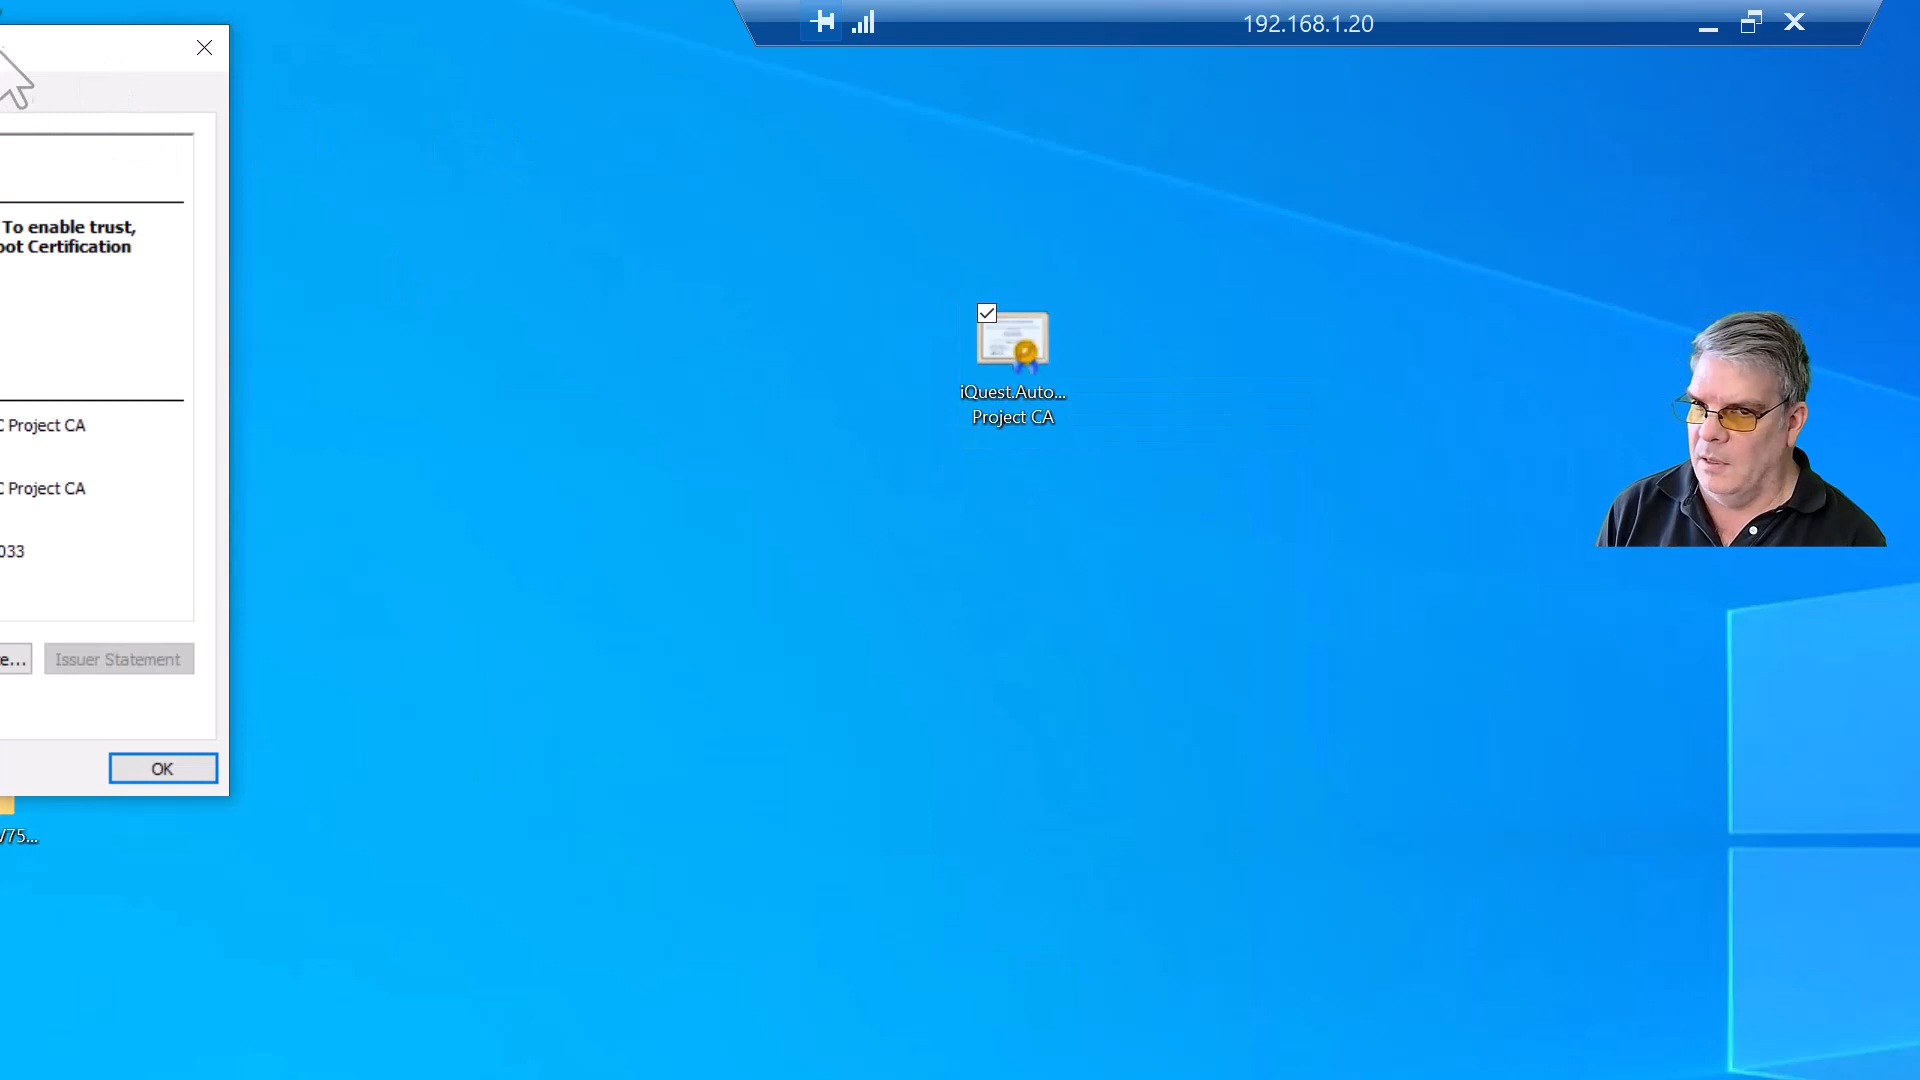 192.168.1.20
To enable trust,
oot Certification
C Project CA
C Project CA
033
e...
Issuer Statement
OK
V75...
iQuest.Auto...
Project CA